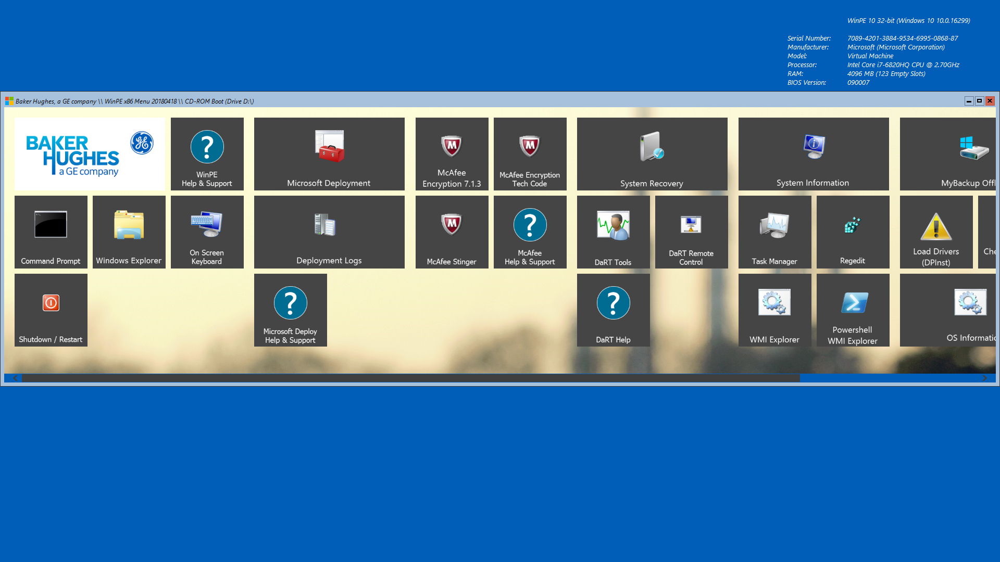 WinPE 10 32-bit (Windows 10 10.0.16299)
Serial Number: 7089-4201-3884-9534-6995-0868-87
Manufacturer: Microsoft (Microsoft Corporation)
Model: Virtual Machine
Processor: Intel Core i7-6820HQ CPU @ 2.70GHz
RAM: 4096 MB (123 Empty Slots)
BIOS Version: 090007
Baker Hughes, a GE company \\ WinPE x86 Menu 20180418 \\ CD-ROM Boot (Drive D:\)
BAKER
HUGHES
a GE company
GE
WinPE
Help & Support
Microsoft Deployment
McAfee
Encryption 7.1.3
McAfee Encryption
Tech Code
System Recovery
System Information
MyBackup Offl
Command Prompt
Windows Explorer
On Screen
Keyboard
Deployment Logs
McAfee Stinger
McAfee
Help & Support
DaRT Tools
DaRT Remote
Control
Task Manager
Regedit
Load Drivers
(DPInst)
Che
Shutdown / Restart
Microsoft Deploy
Help & Support
DaRT Help
WMI Explorer
Powershell
WMI Explorer
OS Informatic